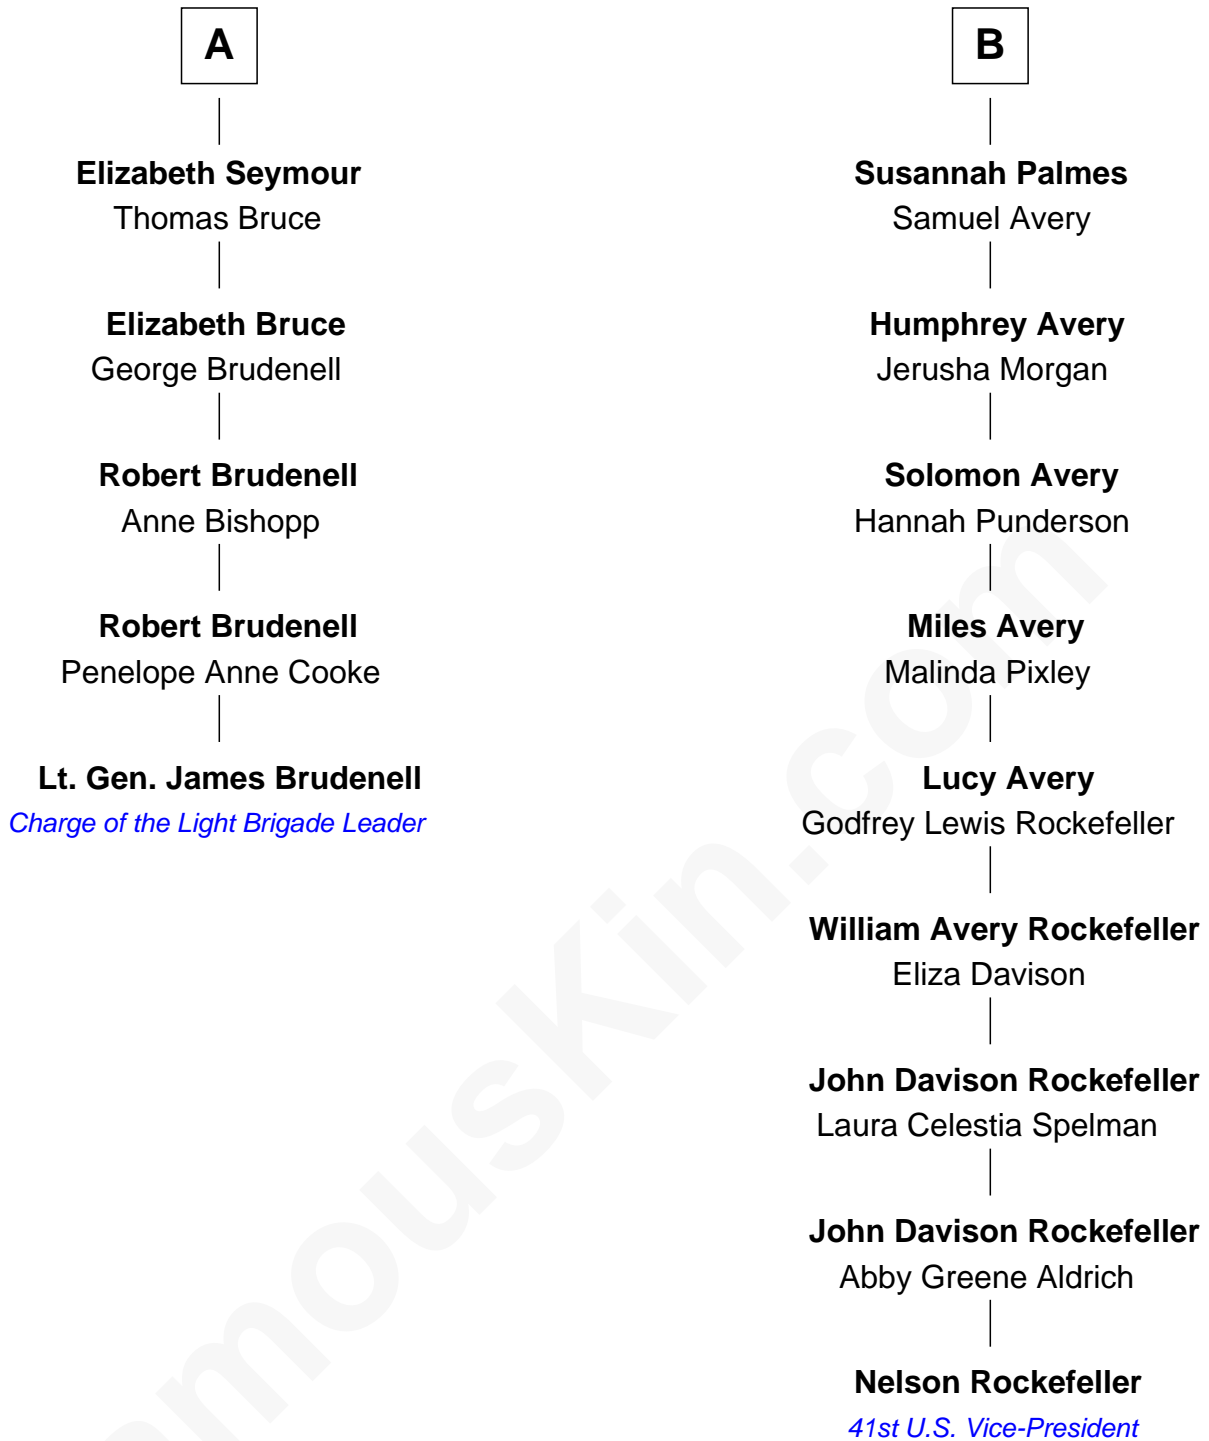 A
Elizabeth Seymour
Thomas Bruce
Elizabeth Bruce
George Brudenell
Robert Brudenell
Anne Bishopp
Robert Brudenell
Penelope Anne Cooke
Lt. Gen. James Brudenell
Charge of the Light Brigade Leader
B
Susannah Palmes
Samuel Avery
Humphrey Avery
Jerusha Morgan
Solomon Avery
Hannah Punderson
Miles Avery
Malinda Pixley
Lucy Avery
Godfrey Lewis Rockefeller
William Avery Rockefeller
Eliza Davison
John Davison Rockefeller
Laura Celestia Spelman
John Davison Rockefeller
Abby Greene Aldrich
Nelson Rockefeller
41st U.S. Vice-President
amousKin.com